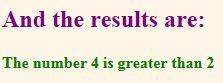 And the results are:
The number 4 is greater than 2